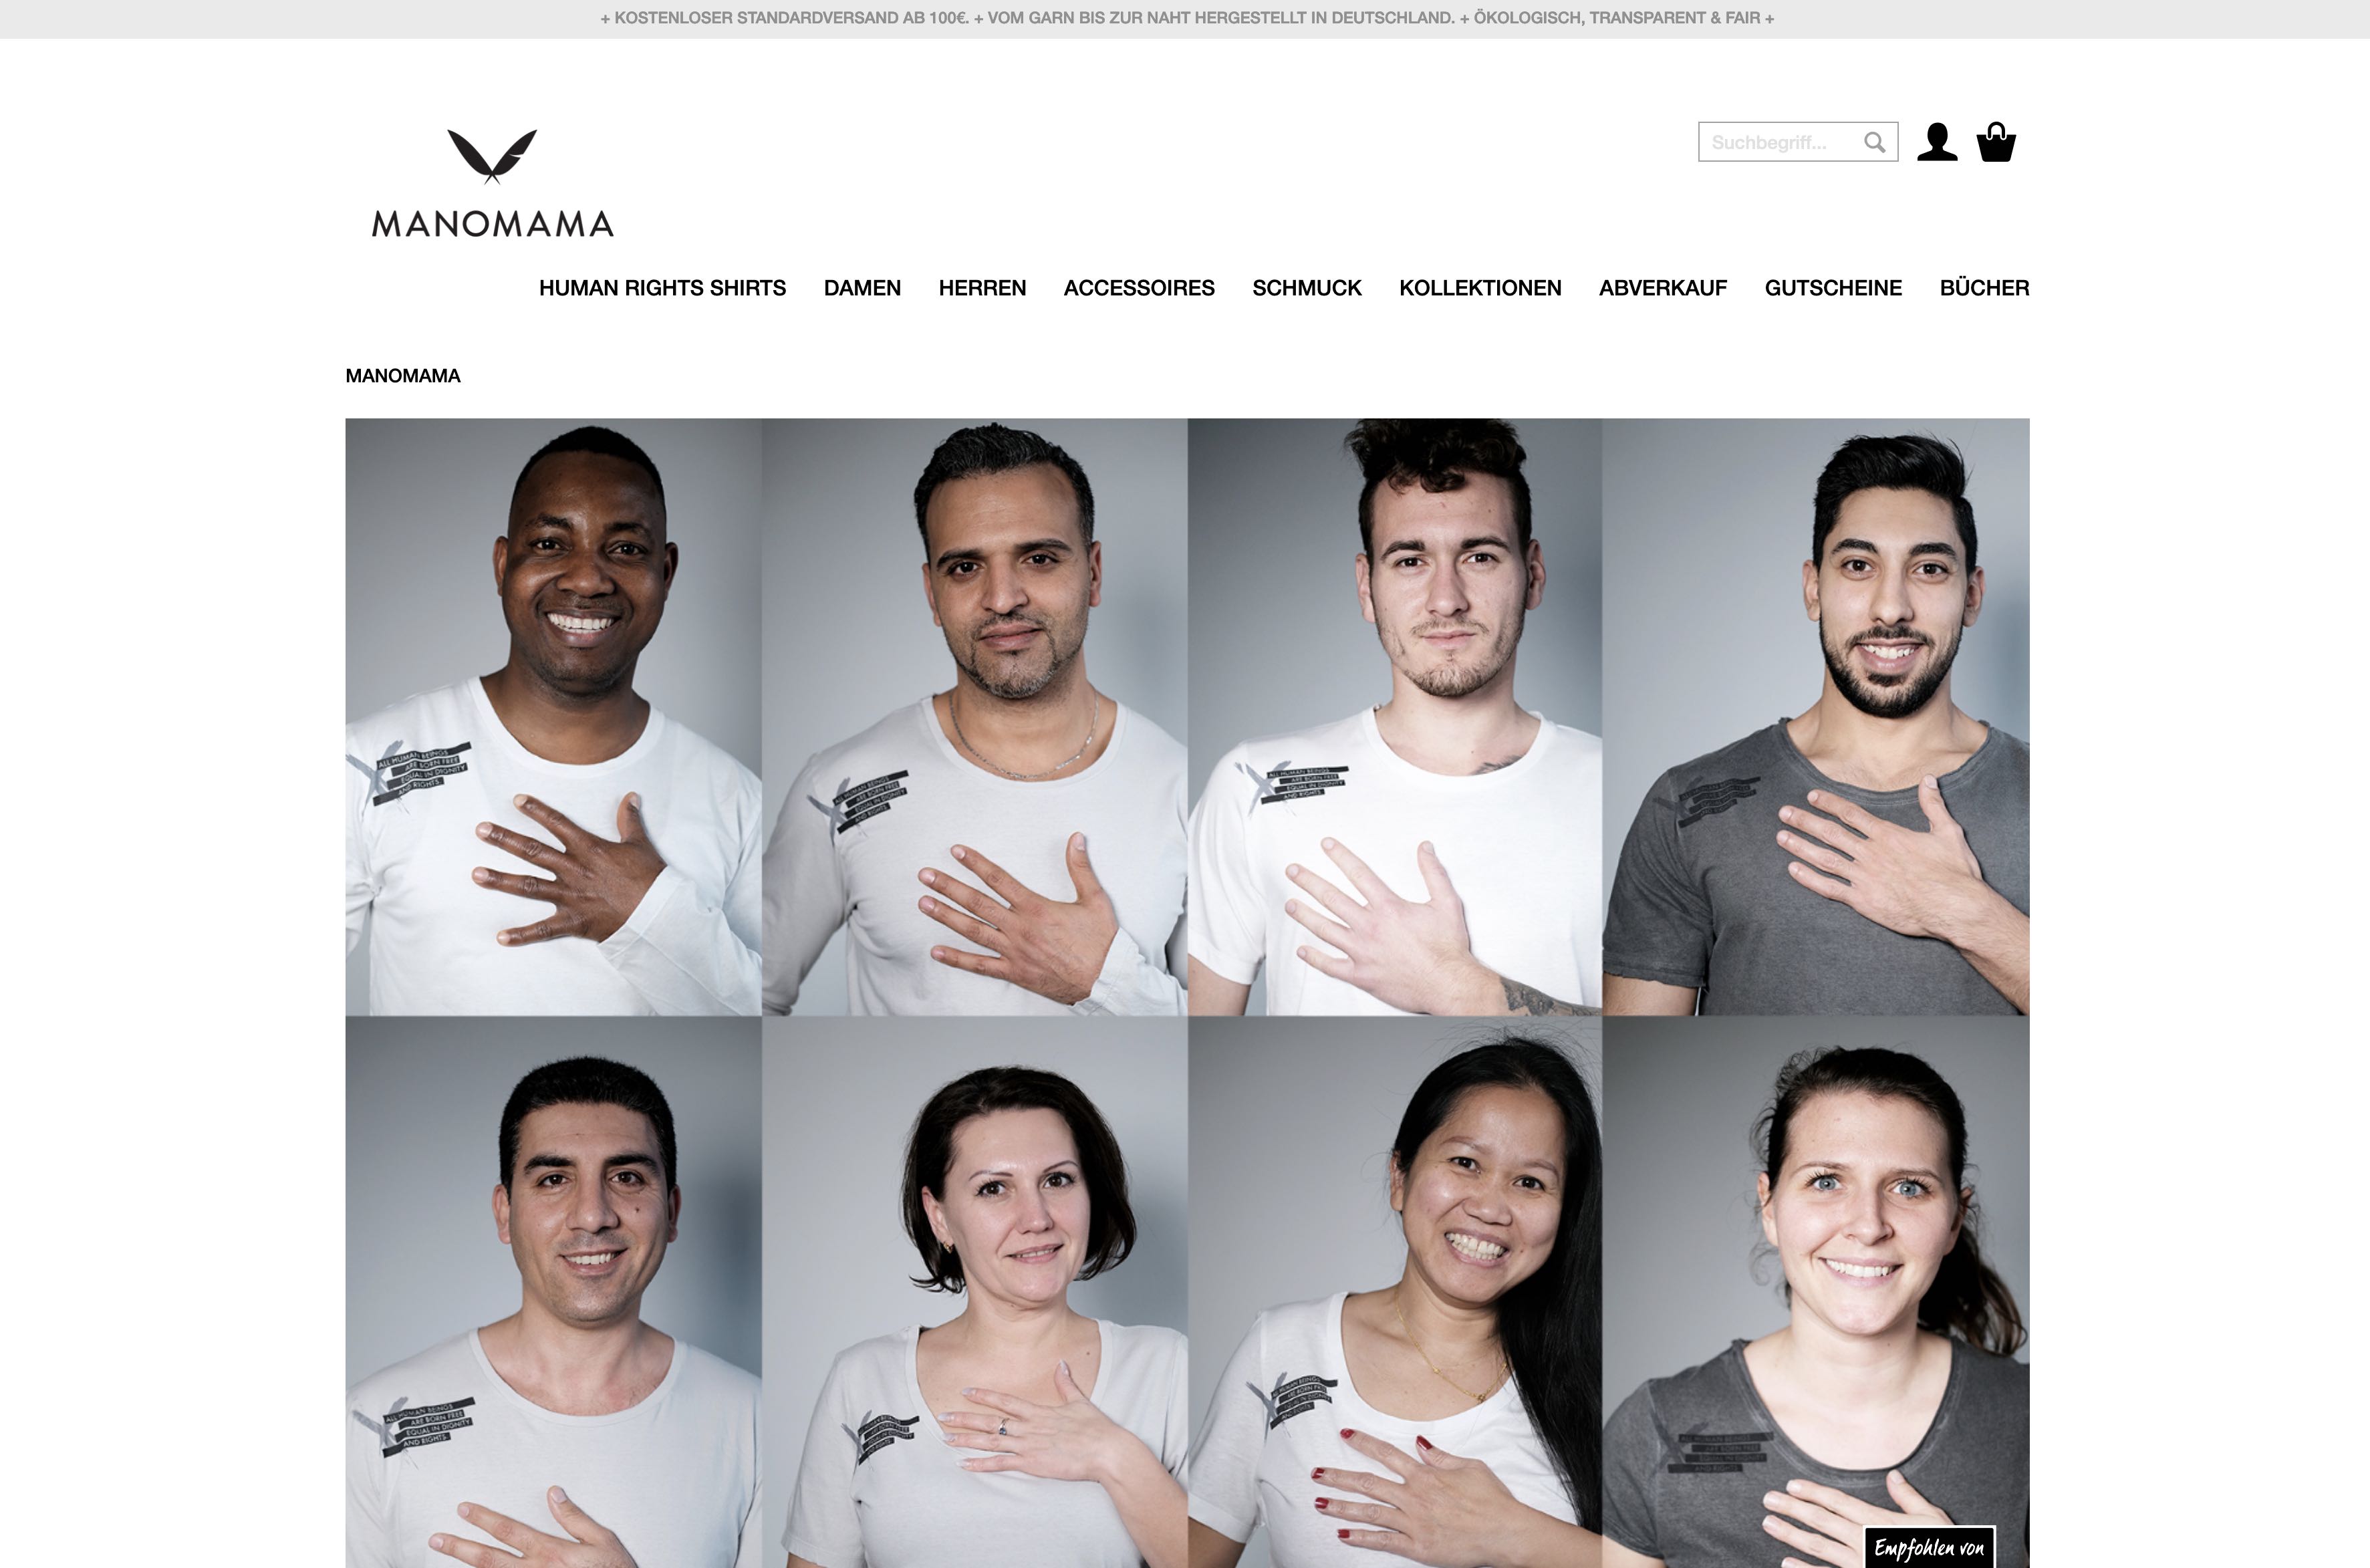 + KOSTENLOSER STANDARDVERSAND AB 100€. + VOM GARN BIS ZUR NAHT HERGESTELLT IN DEUTSCHLAND. + ÖKOLOGISCH, TRANSPARENT & FAIR +
MANOMAMA
Suchbegriff...
HUMAN RIGHTS SHIRTS DAMEN HERREN ACCESSOIRES SCHMUCK KOLLEKTIONEN ABVERKAUF GUTSCHEINE BÜCHER
MANOMAMA
ALL HUMAN BEINGS
ARE BORN FREE
EQUAL IN DIGNITY
AND RIGHTS.
ALL HUMAN BEINGS
ARE BORN FREE
EQUAL IN DIGNITY
AND RIGHTS.
ALL HUMAN BEINGS
ARE BORN FREE
EQUAL IN DIGNITY
AND RIGHTS.
ALL HUMAN BEINGS
ARE BORN FREE
EQUAL IN DIGNITY
AND RIGHTS.
Empfohlen von